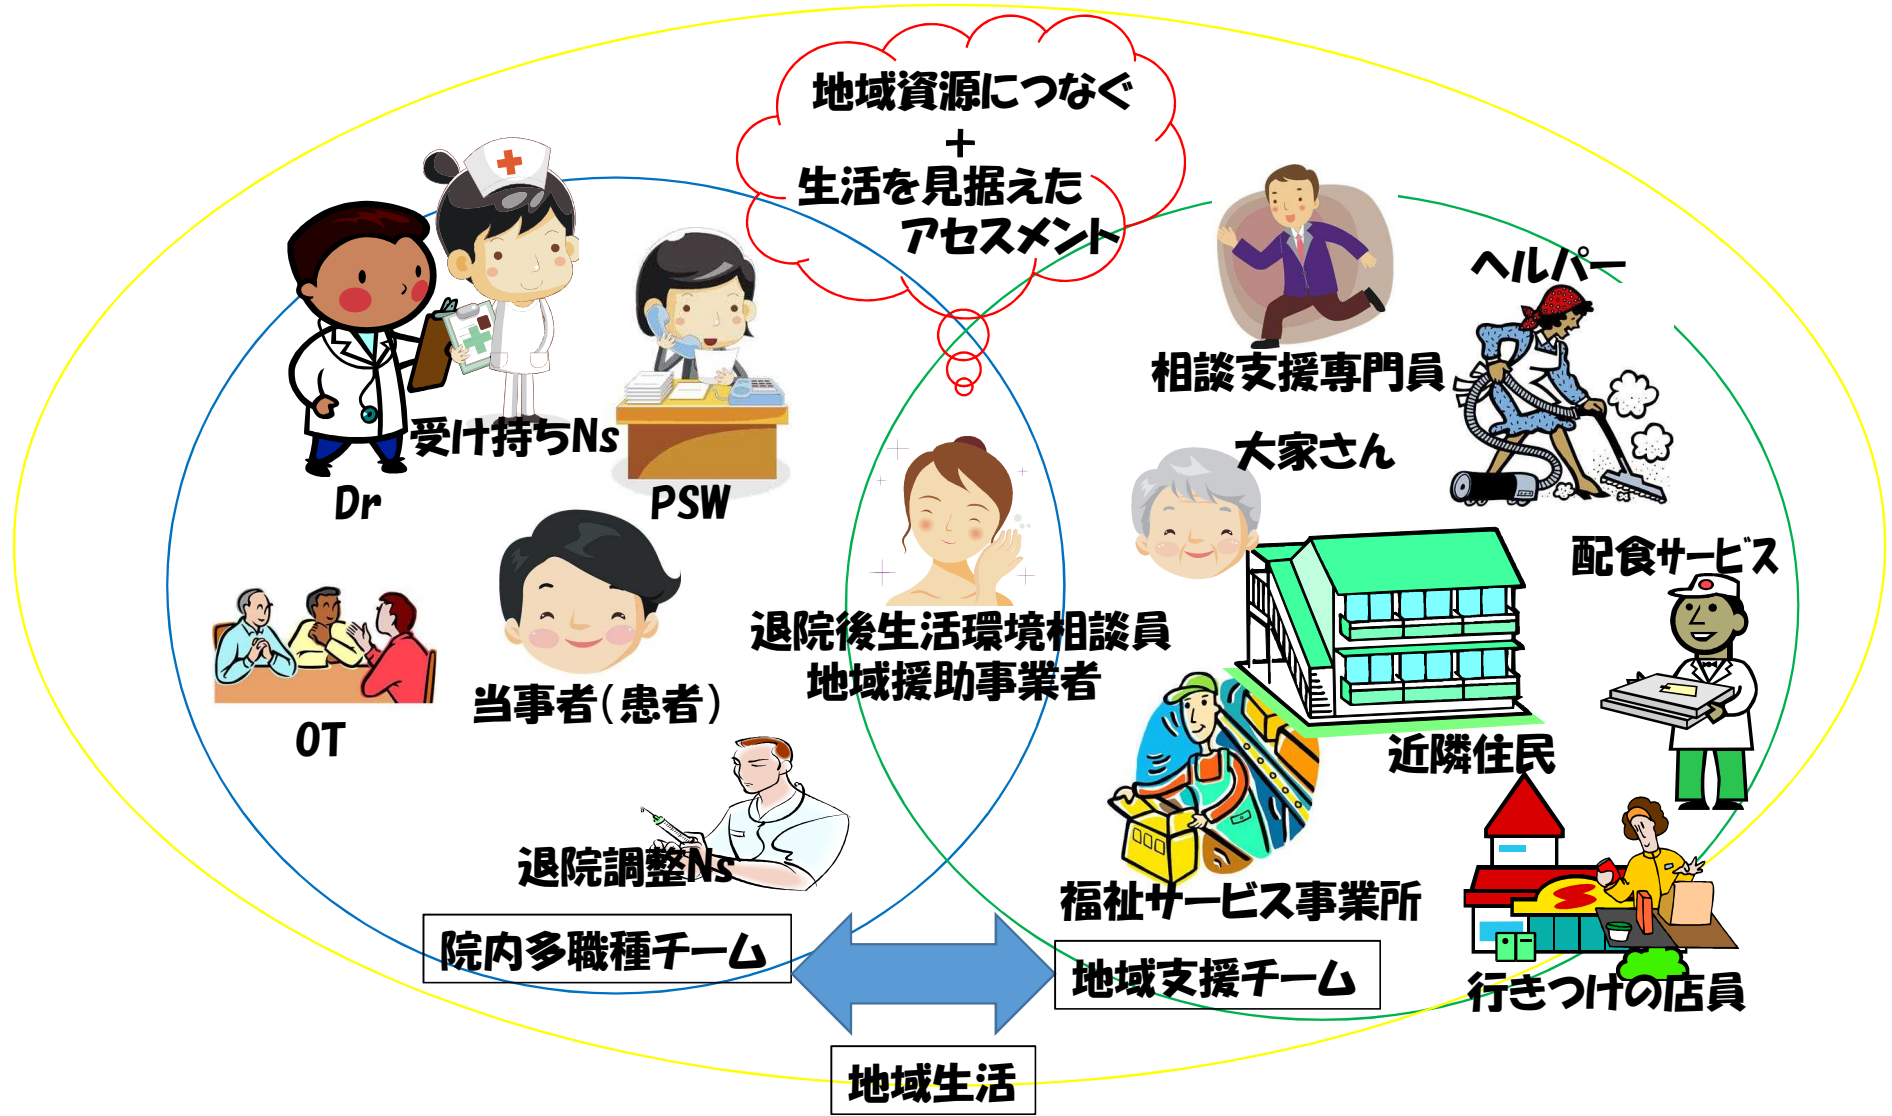 地域資源につなぐ
+
生活を見据えた
アセスメント
受け持ちNs
Dr
PSW
OT
当事者(患者)
退院調整Ns
院内多職種チーム
退院後生活環境相談員
地域援助事業者
相談支援専門員
ヘルパー
大家さん
配食サービス
近隣住民
福祉サービス事業所
行きつけの店員
地域支援チーム
地域生活